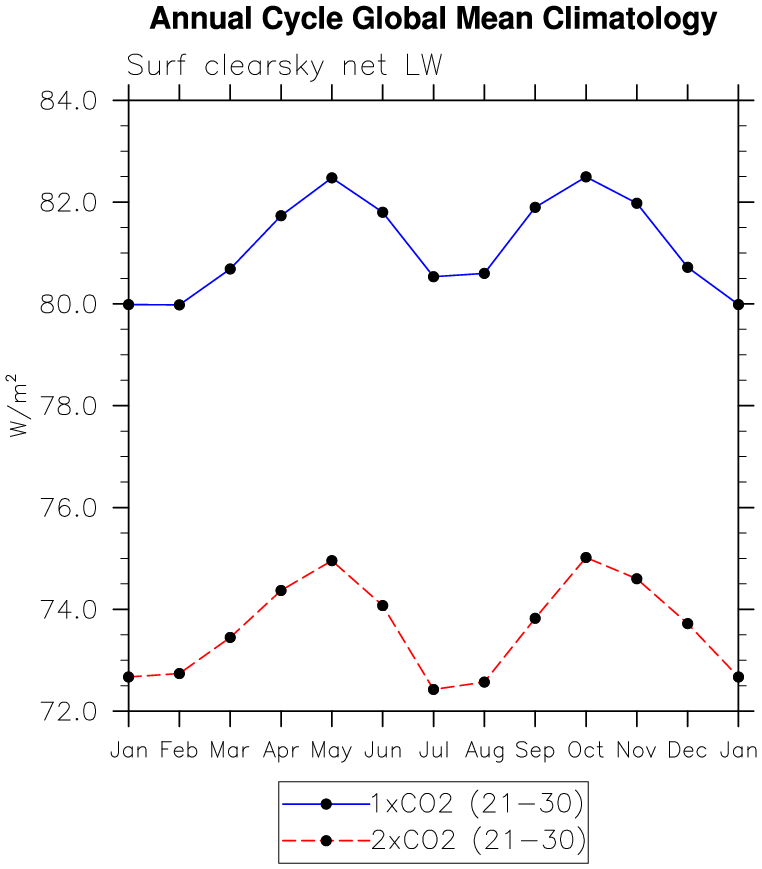 Annual Cycle Global Mean Climatology
Surf clearsky net LW
84.0
82.0
80.0
78.0
76.0
74.0
72.0
W/m²
Jan Feb Mar Apr May Jun Jul Aug Sep Oct Nov Dec Jan
1xCO2 (21-30)
2xCO2 (21-30)